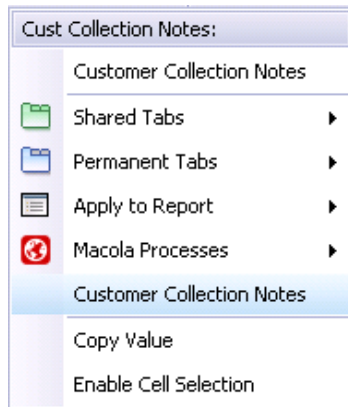 Cust Collection Notes:
Customer Collection Notes
Shared Tabs
Permanent Tabs
Apply to Report
Macola Processes
Customer Collection Notes
Copy Value
Enable Cell Selection